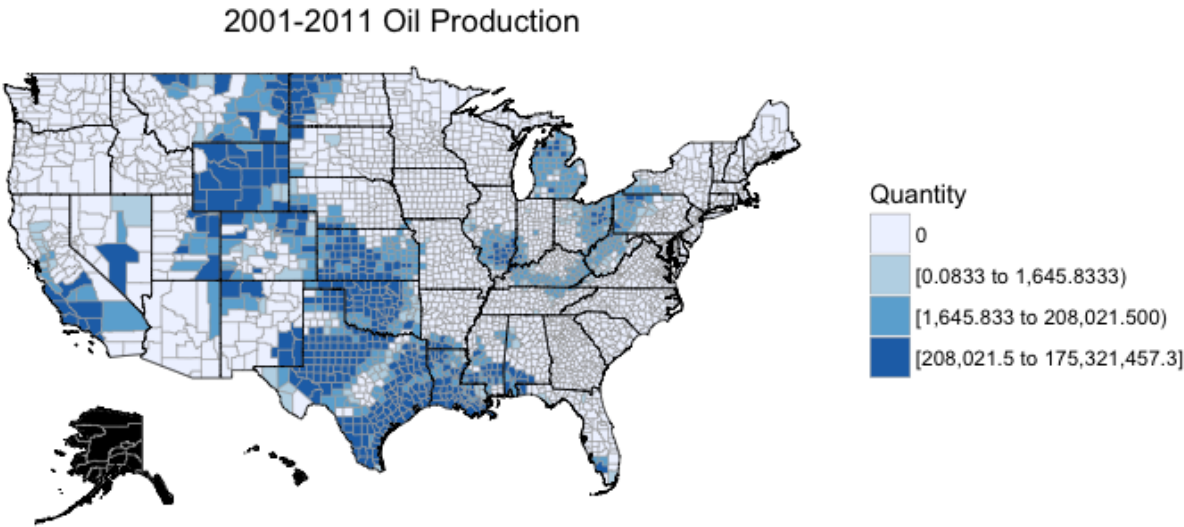 2001-2011 Oil Production
Quantity
0
[0.0833 to 1,645.8333)
[1,645.833 to 208,021.500)
[208,021.5 to 175,321,457.3]